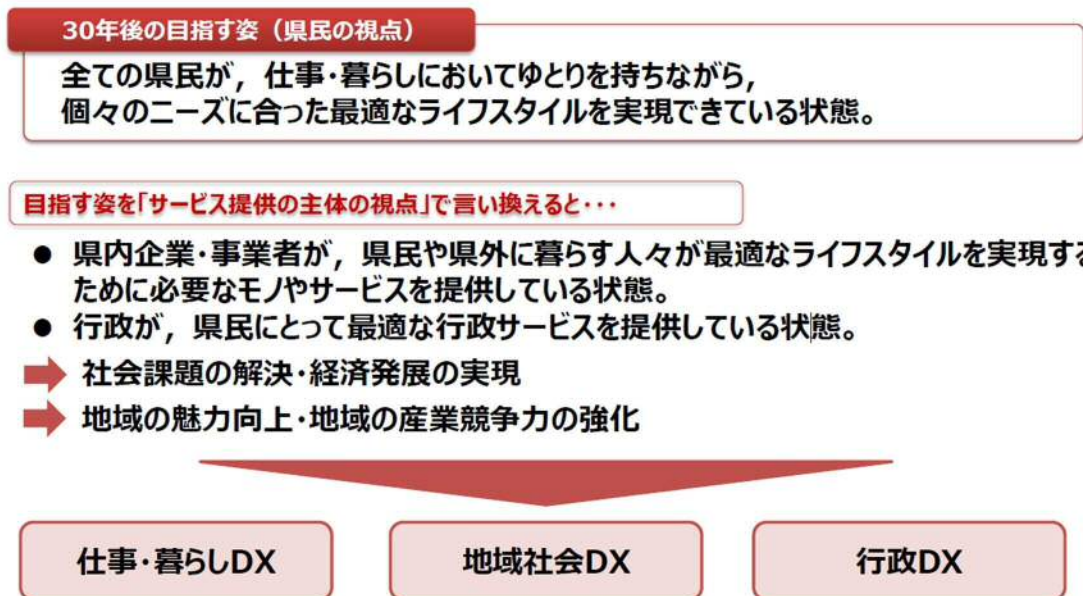 30年後の目指す姿（県民の視点）
全ての県民が，仕事・暮らしにおいてゆとりを持ちながら，
個々のニーズに合った最適なライフスタイルを実現できている状態。
目指す姿を「サービス提供の主体の視点」で言い換えると・・・
● 県内企業・事業者が，県民や県外に暮らす人々が最適なライフスタイルを実現する
ために必要なモノやサービスを提供している状態。
● 行政が，県民にとって最適な行政サービスを提供している状態。
社会課題の解決・経済発展の実現
地域の魅力向上・地域の産業競争力の強化
仕事・暮らしDX
地域社会DX
行政DX